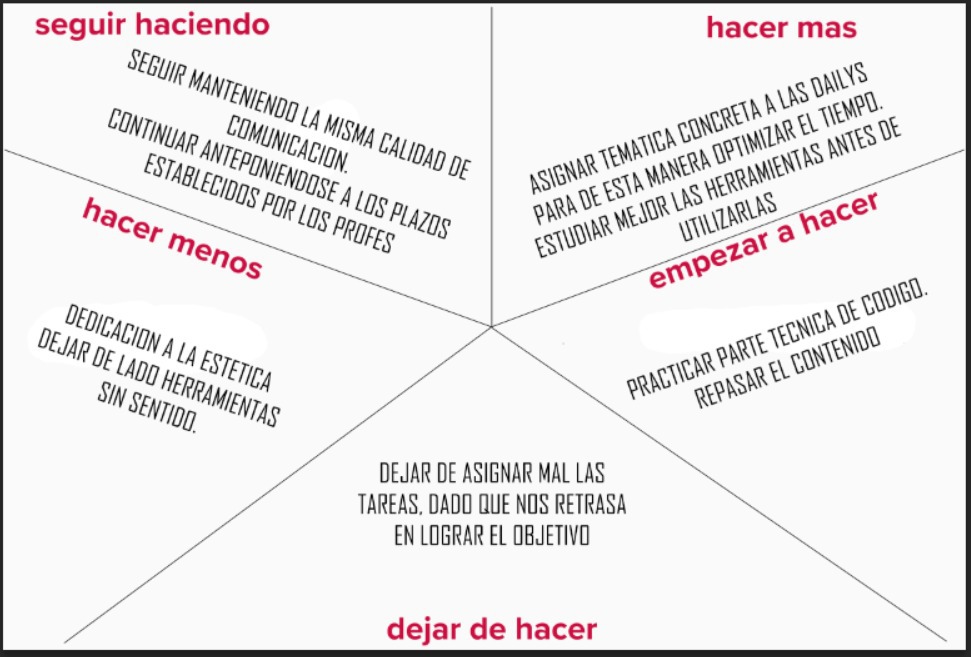 seguir haciendo
SEGUIR MANTENIENDO LA MISMA CALIDAD DE
COMUNICACION.
CONTINUAR ANTEPONIENDOSE A LOS PLAZOS
ESTABLECIDOS POR LOS PROFES
hacer mas
ASIGNAR TEMATICA CONCRETA A LAS DAILYS
PARA DE ESTA MANERA OPTIMIZAR EL TIEMPO.
ESTUDIAR MEJOR LAS HERRAMIENTAS ANTES DE
UTILIZARLAS
hacer menos
DEDICACION A LA ESTETICA
DEJAR DE LADO HERRAMIENTAS
SIN SENTIDO.
empezar a hacer
PRACTICAR PARTE TECNICA DE CODIGO.
REPASAR EL CONTENIDO
DEJAR DE ASIGNAR MAL LAS
TAREAS, DADO QUE NOS RETRASA
EN LOGRAR EL OBJETIVO
dejar de hacer